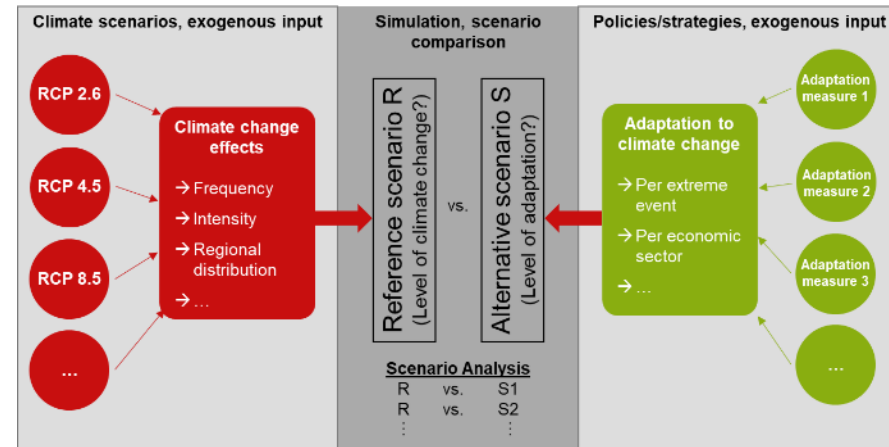 Climate scenarios, exogenous input
RCP 2.6
RCP 4.5
RCP 8.5
...
Climate change
effects
→ Frequency
→ Intensity
→ Regional
distribution
→ ...
Simulation, scenario
comparison
Reference scenario R
(Level of climate change?)
vs.
Alternative scenario S
(Level of adaptation?)
Scenario Analysis
R vs. S1
R vs. S2
⋮ ⋮
Policies/strategies, exogenous input
Adaptation to
climate change
→ Per extreme
event
→ Per economic
sector
→ ...
Adaptation
measure 1
Adaptation
measure 2
Adaptation
measure 3
...